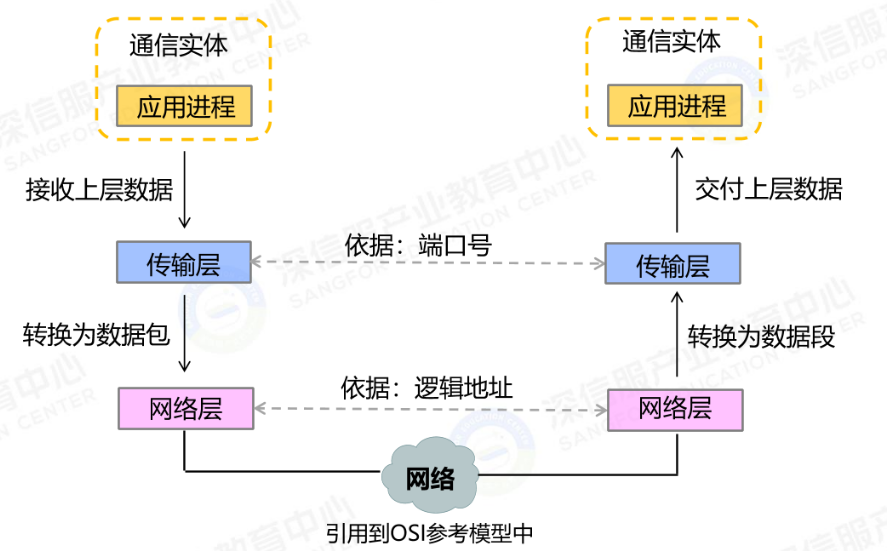 通信实体
通信实体
应用进程
应用进程
接收上层数据
交付上层数据
依据：端口号
传输层
传输层
转换为数据包
转换为数据段
依据：逻辑地址
网络层
网络层
网络
引用到OSI参考模型中
深信服产业教育中心
SANGFOR EDUCATION CENTER